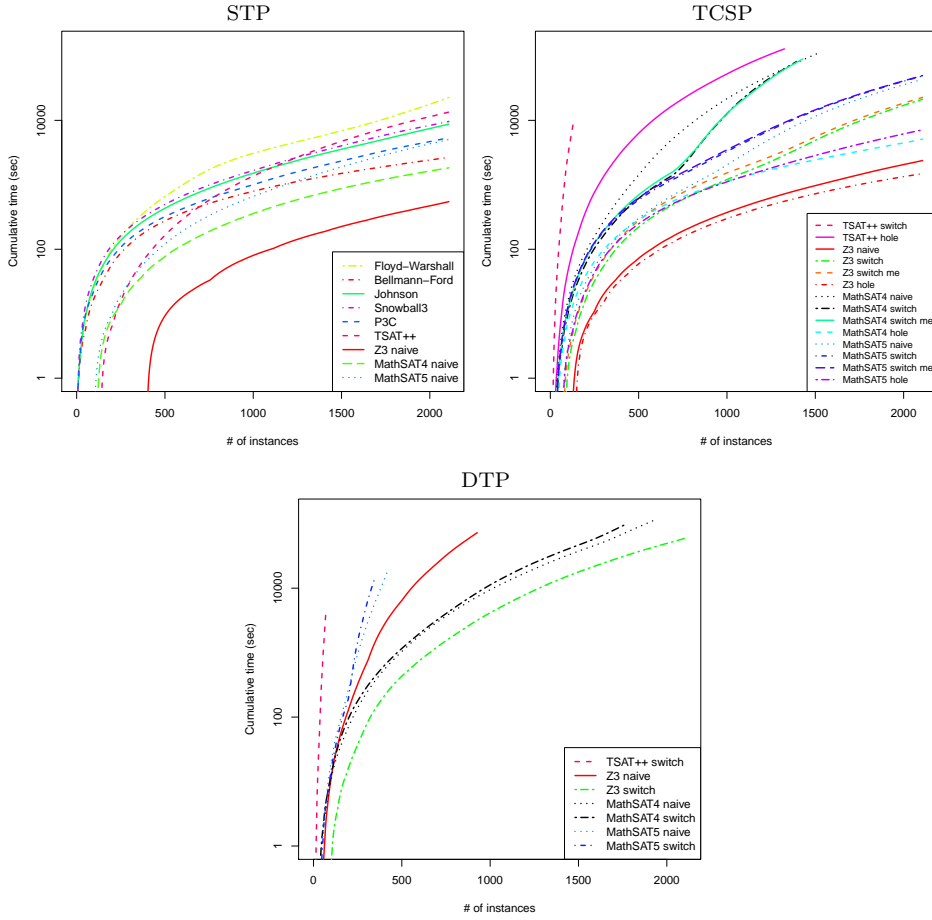 STP
Cumulative time (sec)
1
100
10000
0
500
1000
1500
2000
# of instances
Floyd−Warshall
Bellmann−Ford
Johnson
Snowball3
P3C
TSAT++
Z3 naive
MathSAT4 naive
MathSAT5 naive
TCSP
Cumulative time (sec)
1
100
10000
0
500
1000
1500
2000
# of instances
TSAT++ switch
TSAT++ hole
Z3 naive
Z3 switch
Z3 switch me
Z3 hole
MathSAT4 naive
MathSAT4 switch
MathSAT4 switch me
MathSAT4 hole
MathSAT5 naive
MathSAT5 switch
MathSAT5 switch me
MathSAT5 hole
DTP
Cumulative time (sec)
1
100
10000
0
500
1000
1500
2000
# of instances
TSAT++ switch
Z3 naive
Z3 switch
MathSAT4 naive
MathSAT4 switch
MathSAT5 naive
MathSAT5 switch